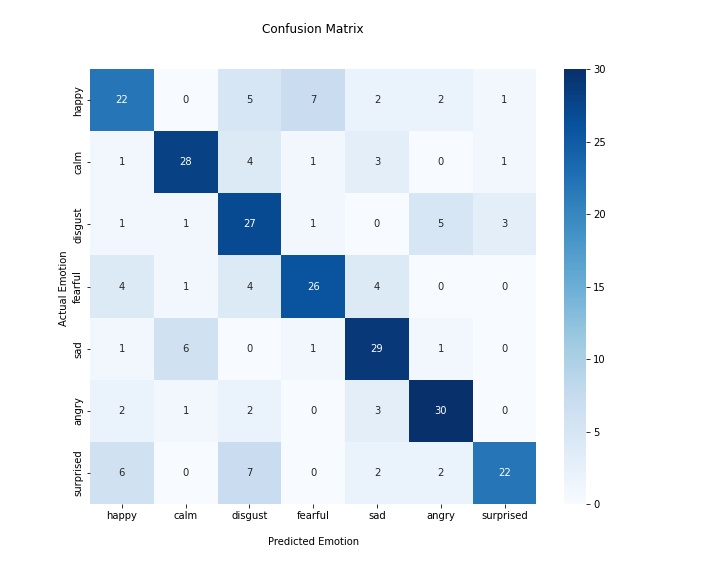 Confusion Matrix
happy 22 0 5 7 2 2 1
calm 1 28 4 1 3 0 1
disgust 1 1 27 1 0 5 3
fearful 4 1 4 26 4 0 0
sad 1 6 0 1 29 1 0
angry 2 1 2 0 3 30 0
surprised 6 0 7 0 2 2 22
Actual Emotion
happy calm disgust fearful sad angry surprised
Predicted Emotion
30
25
20
15
10
5
0